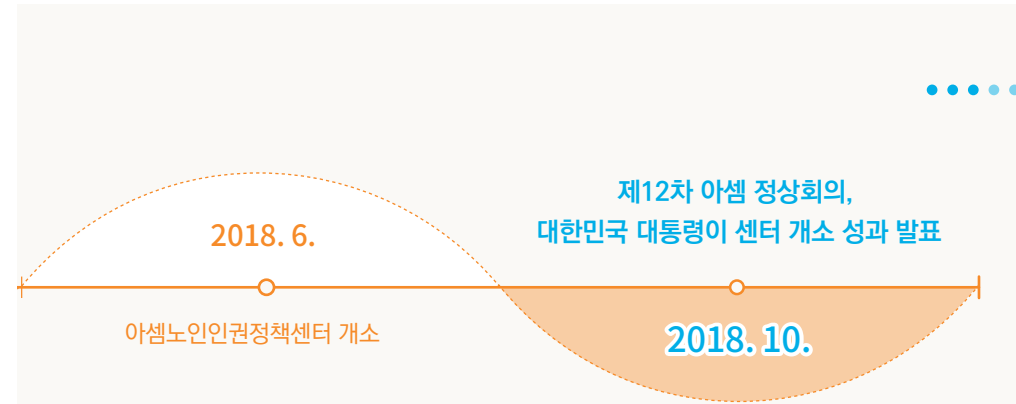 2018. 6.
아셈노인인권정책센터 개소
제12차 아셈 정상회의,
대한민국 대통령이 센터 개소 성과 발표
2018. 10.